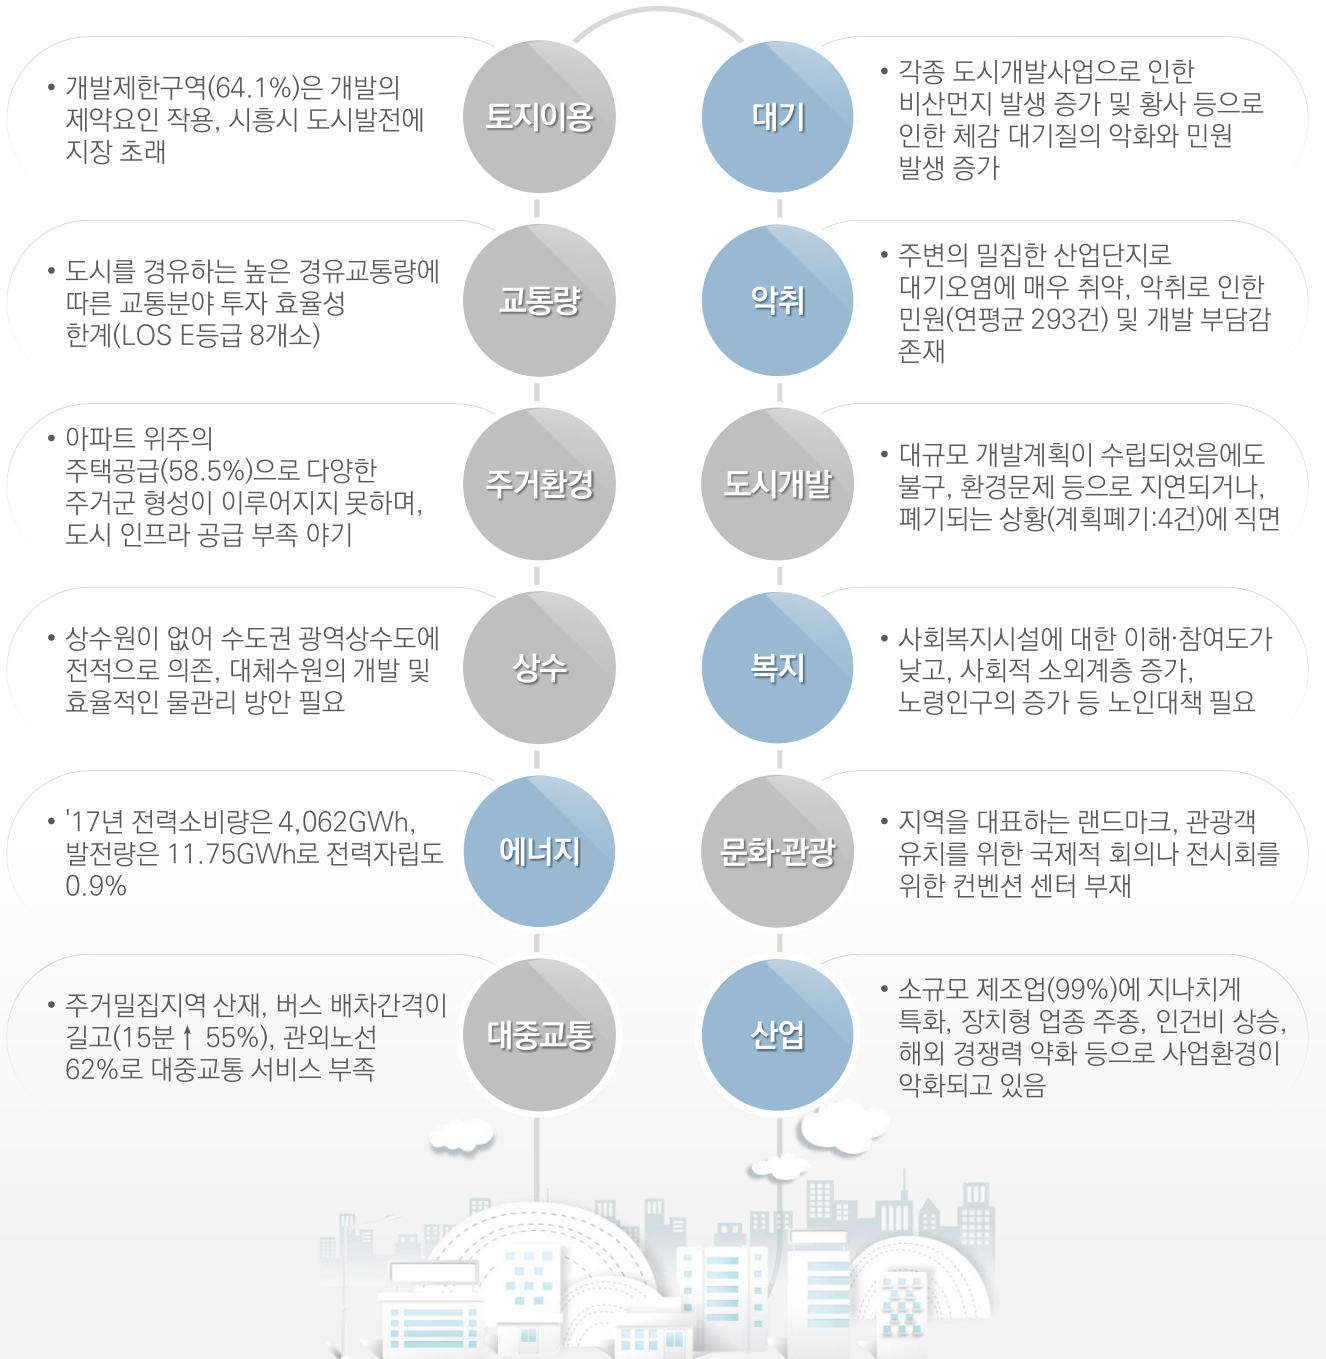 • 개발제한구역(64.1%)은 개발의
제약요인 작용, 시흥시 도시발전에
지장 초래
토지이용
• 도시를 경유하는 높은 경유교통량에
따른 교통분야 투자 효율성
한계(LOS E등급 8개소)
교통량
• 아파트 위주의
주택공급(58.5%)으로 다양한
주거군 형성이 이루어지지 못하며,
도시 인프라 공급 부족 야기
주거환경
• 상수원이 없어 수도권 광역상수도에
전적으로 의존, 대체수원의 개발 및
효율적인 물관리 방안 필요
상수
• '17년 전력소비량은 4,062GWh,
발전량은 11.75GWh로 전력자립도
0.9%
에너지
• 주거밀집지역 산재, 버스 배차간격이
길고(15분↑ 55%), 관외노선
62%로 대중교통 서비스 부족
대중교통
대기
• 각종 도시개발사업으로 인한
비산먼지 발생 증가 및 황사 등으로
인한 체감 대기질의 악화와 민원
발생 증가
악취
• 주변의 밀집한 산업단지로
대기오염에 매우 취약, 악취로 인한
민원(연평균 293건) 및 개발 부담감
존재
도시개발
• 대규모 개발계획이 수립되었음에도
불구, 환경문제 등으로 지연되거나,
폐기되는 상황(계획폐기:4건)에 직면
복지
• 사회복지시설에 대한 이해·참여도가
낮고, 사회적 소외계층 증가,
노령인구의 증가 등 노인대책 필요
문화·관광
• 지역을 대표하는 랜드마크, 관광객
유치를 위한 국제적 회의나 전시회를
위한 컨벤션 센터 부재
산업
• 소규모 제조업(99%)에 지나치게
특화, 장치형 업종 주종, 인건비 상승,
해외 경쟁력 약화 등으로 사업환경이
악화되고 있음